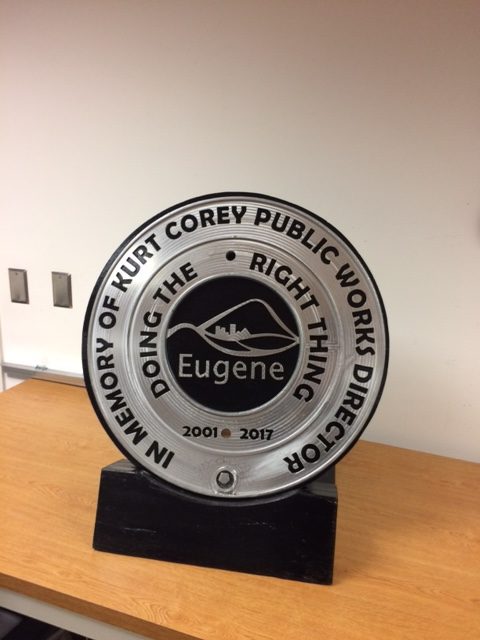 IN MEMORY OF KURT COREY PUBLIC WORKS DIRECTOR
DOING THE • RIGHT THING
Eugene
2001 • 2017